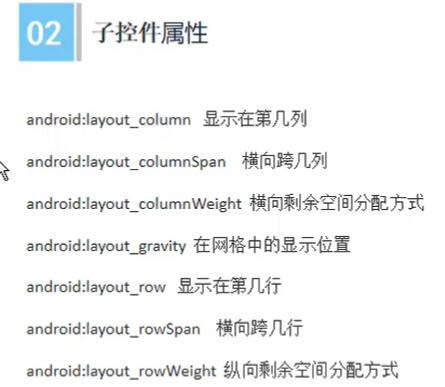 02 子控件属性
android:layout_column 显示在第几列
android:layout_columnSpan 横向跨几列
android:layout_columnWeight 横向剩余空间分配方式
android:layout_gravity 在网格中的显示位置
android:layout_row 显示在第几行
android:layout_rowSpan 横向跨几行
android:layout_rowWeight 纵向剩余空间分配方式